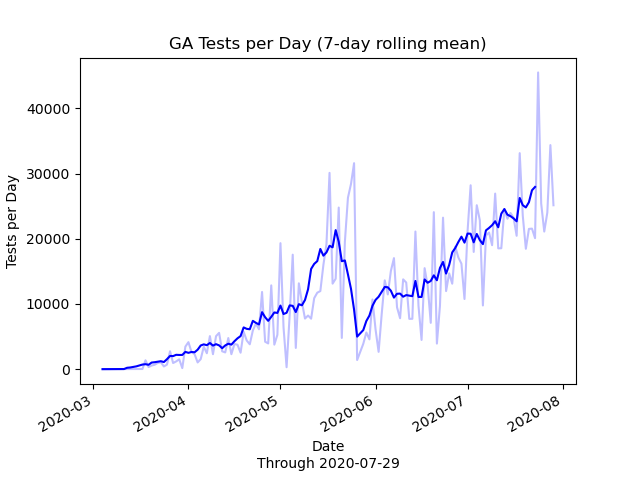 GA Tests per Day (7-day rolling mean)
Tests per Day
40000
30000
20000
10000
0
2020-03
2020-04
2020-05
2020-06
2020-07
2020-08
Date
Through 2020-07-29